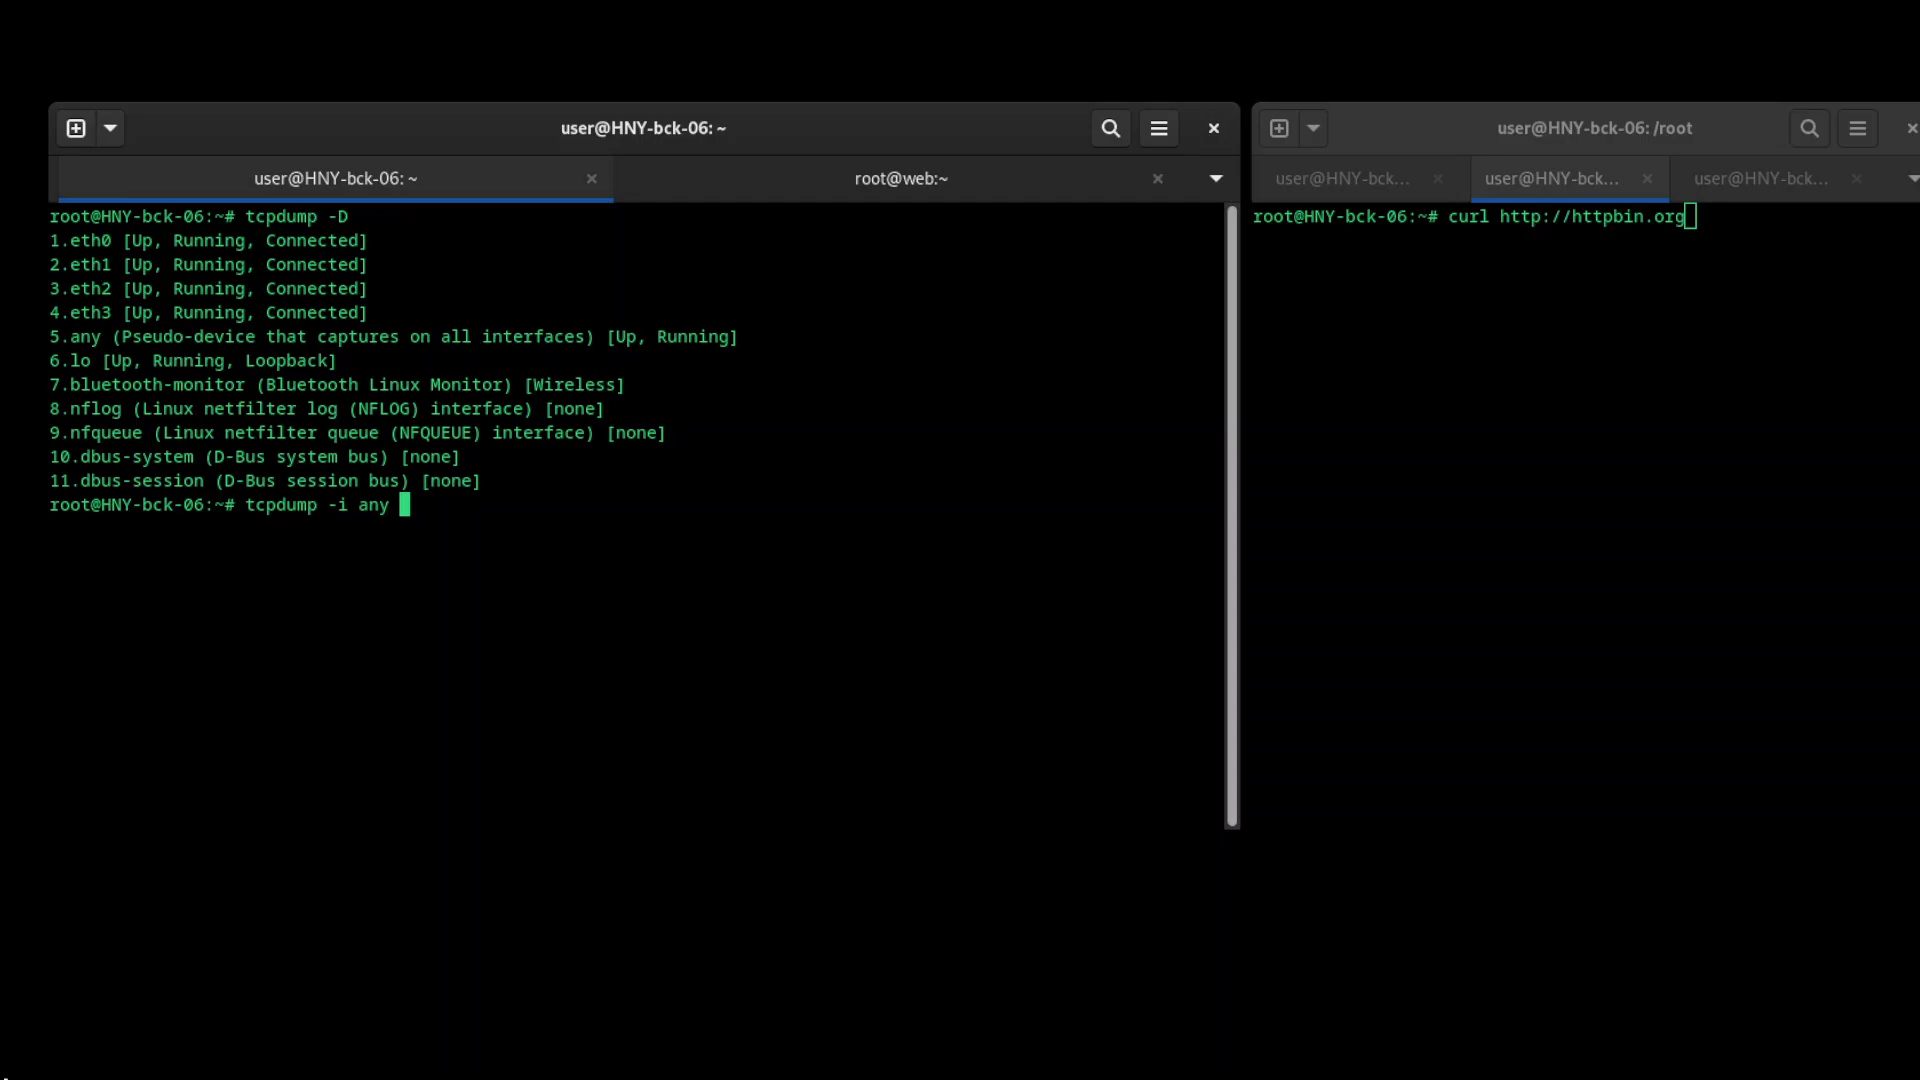 user@HNY-bck-06: ~
user@HNY-bck-06: ~
root@web:~
root@HNY-bck-06:~# tcpdump -D
1.eth0 [Up, Running, Connected]
2.eth1 [Up, Running, Connected]
3.eth2 [Up, Running, Connected]
4.eth3 [Up, Running, Connected]
5.any (Pseudo-device that captures on all interfaces) [Up, Running]
6.lo [Up, Running, Loopback]
7.bluetooth-monitor (Bluetooth Linux Monitor) [Wireless]
8.nflog (Linux netfilter log (NFLOG) interface) [none]
9.nfqueue (Linux netfilter queue (NFQUEUE) interface) [none]
10.dbus-system (D-Bus system bus) [none]
11.dbus-session (D-Bus session bus) [none]
root@HNY-bck-06:~# tcpdump -i any
user@HNY-bck-06: /root
user@HNY-bck...
user@HNY-bck...
user@HNY-bck...
root@HNY-bck-06:~# curl http://httpbin.org